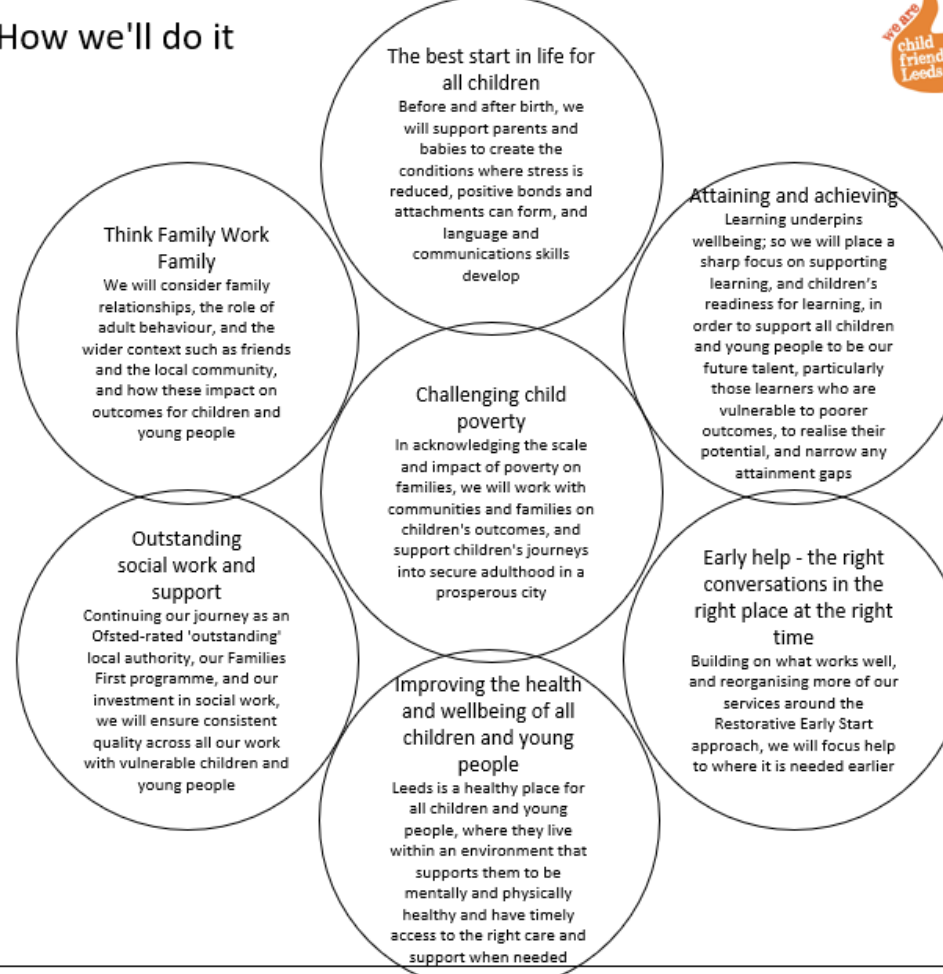 How we'll do it
we are
child
friendly
Leeds
The best start in life for
all children
Before and after birth, we
will support parents and
babies to create the
conditions where stress is
reduced, positive bonds and
attachments can form, and
language and
communications skills
develop
Think Family Work
Family
We will consider family
relationships, the role of
adult behaviour, and the
wider context such as friends
and the local community,
and how these impact on
outcomes for children and
young people
Attaining and achieving
Learning underpins
wellbeing; so we will place a
sharp focus on supporting
learning, and children's
readiness for learning, in
order to support all children
and young people to be our
future talent, particularly
those learners who are
vulnerable to poorer
outcomes, to realise their
potential, and narrow any
attainment gaps
Challenging child
poverty
In acknowledging the scale
and impact of poverty on
families, we will work with
communities and families on
children's outcomes, and
support children's journeys
into secure adulthood in a
prosperous city
Outstanding
social work and
support
Continuing our journey as an
Ofsted-rated 'outstanding'
local authority, our Families
First programme, and our
investment in social work,
we will ensure consistent
quality across all our work
with vulnerable children and
young people
Early help - the right
conversations in the
right place at the right
time
Building on what works well,
and reorganising more of our
services around the
Restorative Early Start
approach, we will focus help
to where it is needed earlier
Improving the health
and wellbeing of all
children and young
people
Leeds is a healthy place for
all children and young
people, where they live
within an environment that
supports them to be
mentally and physically
healthy and have timely
access to the right care and
support when needed